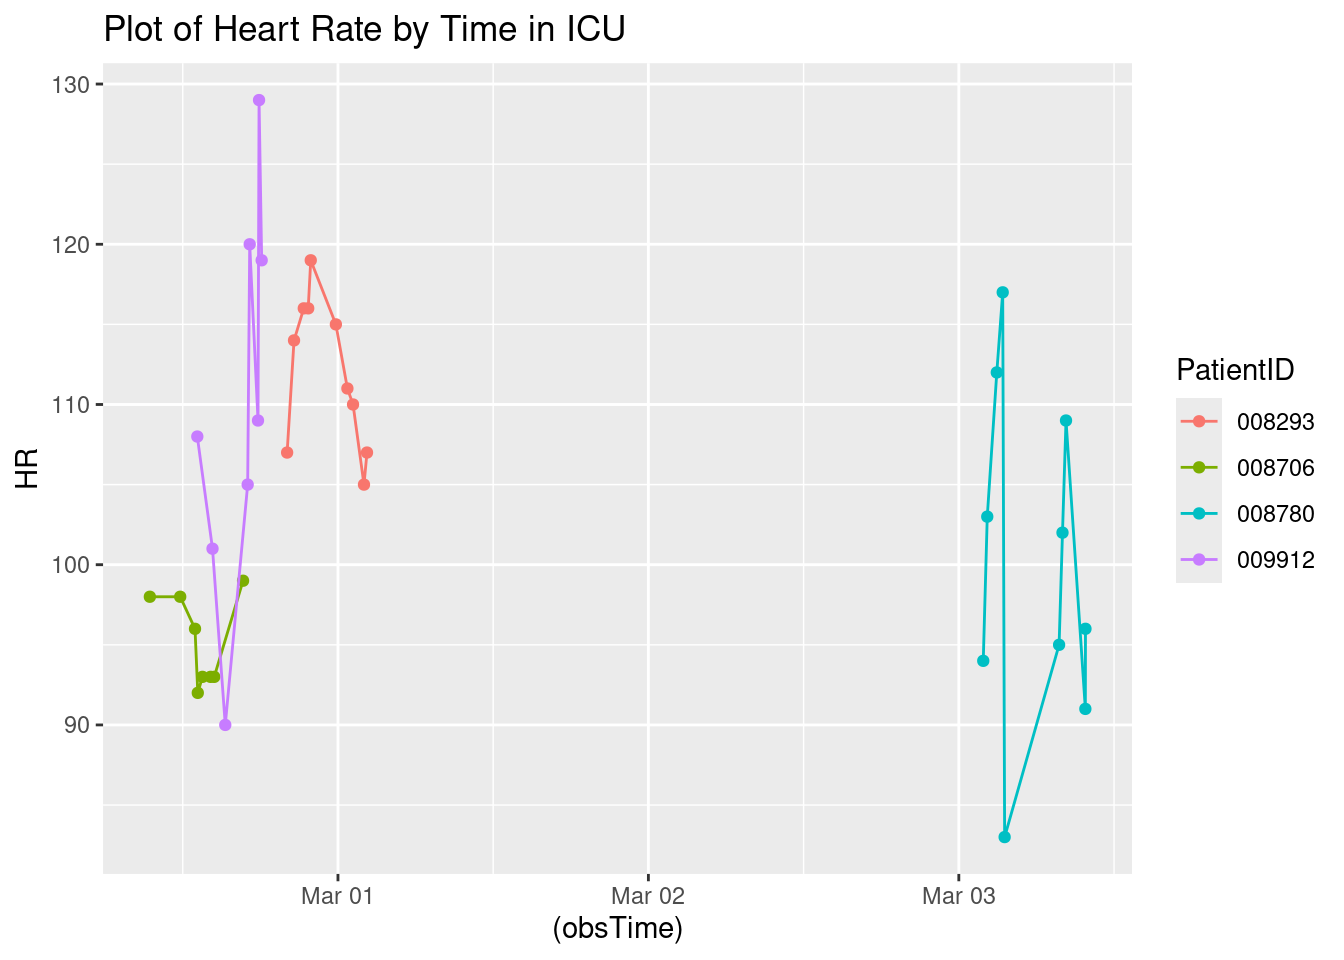 Plot of Heart Rate by Time in ICU
130
120
110
100
90
HR
Mar 01
Mar 02
Mar 03
(obsTime)
PatientID
008293
008706
008780
009912